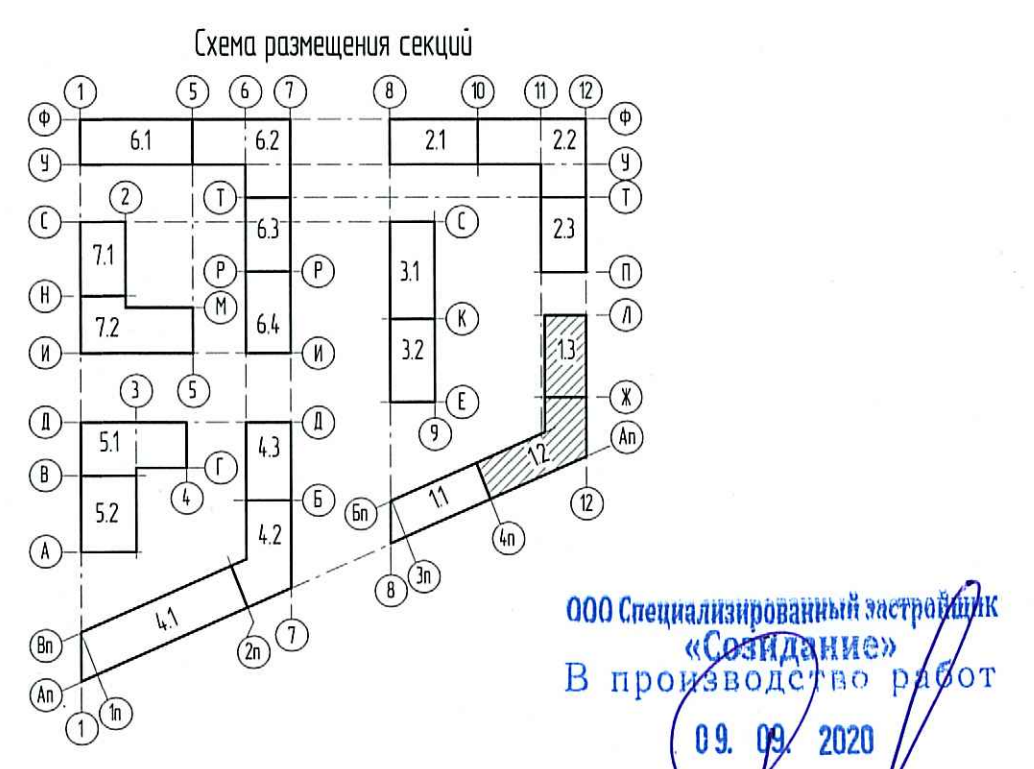 Схема размещения секций
1 5 6 7 8 10 11 12
Ф 6.1 6.2 2.1 2.2 Ф
У У
2 Т Т
С 7.1 6.3 С 3.1 2.3
Р Р П
Н М К Л
7.2 6.4 3.2 1.3
И И
3 5 Е Ж
Д 5.1 4.3 Д 9 Ап
В Г 1.2
4 Б Бп 1.1 12
5.2 4.2 4п
А 3п
8
4.1 7
Вп 2п
Ап 1п
1
ООО Специализированный застройщик
«Созидание»
В производство работ
09. 09. 2020